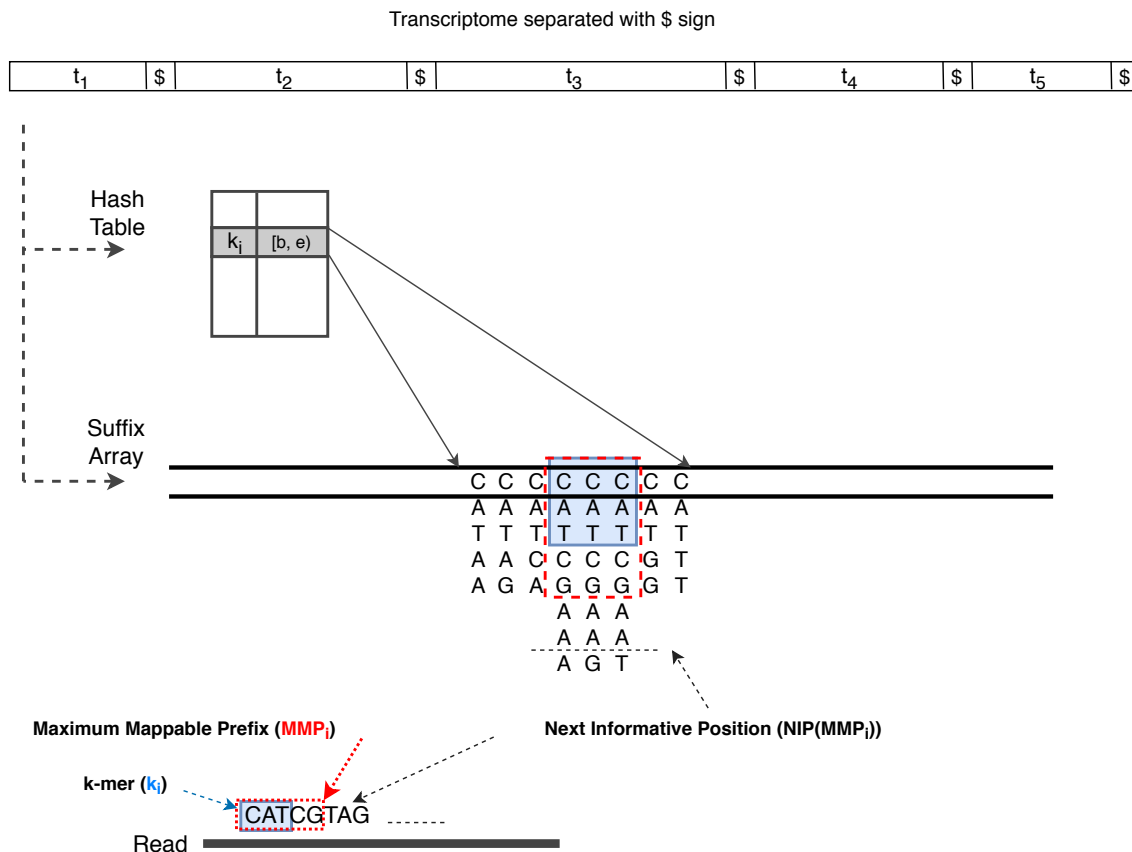 Transcriptome separated with $ sign
t1 $ t2 $ t3 $ t4 $ t5 $
Hash
Table
ki [b, e)
Suffix
Array
C C C C C C C C
A A A A A A A A
T T T T T T T T
A A C C C C G T
A G A G G G G T
A A A
A A A
A G T
Maximum Mappable Prefix (MMPi)
Next Informative Position (NIP(MMPi))
k-mer (ki)
CATCGTAG
Read